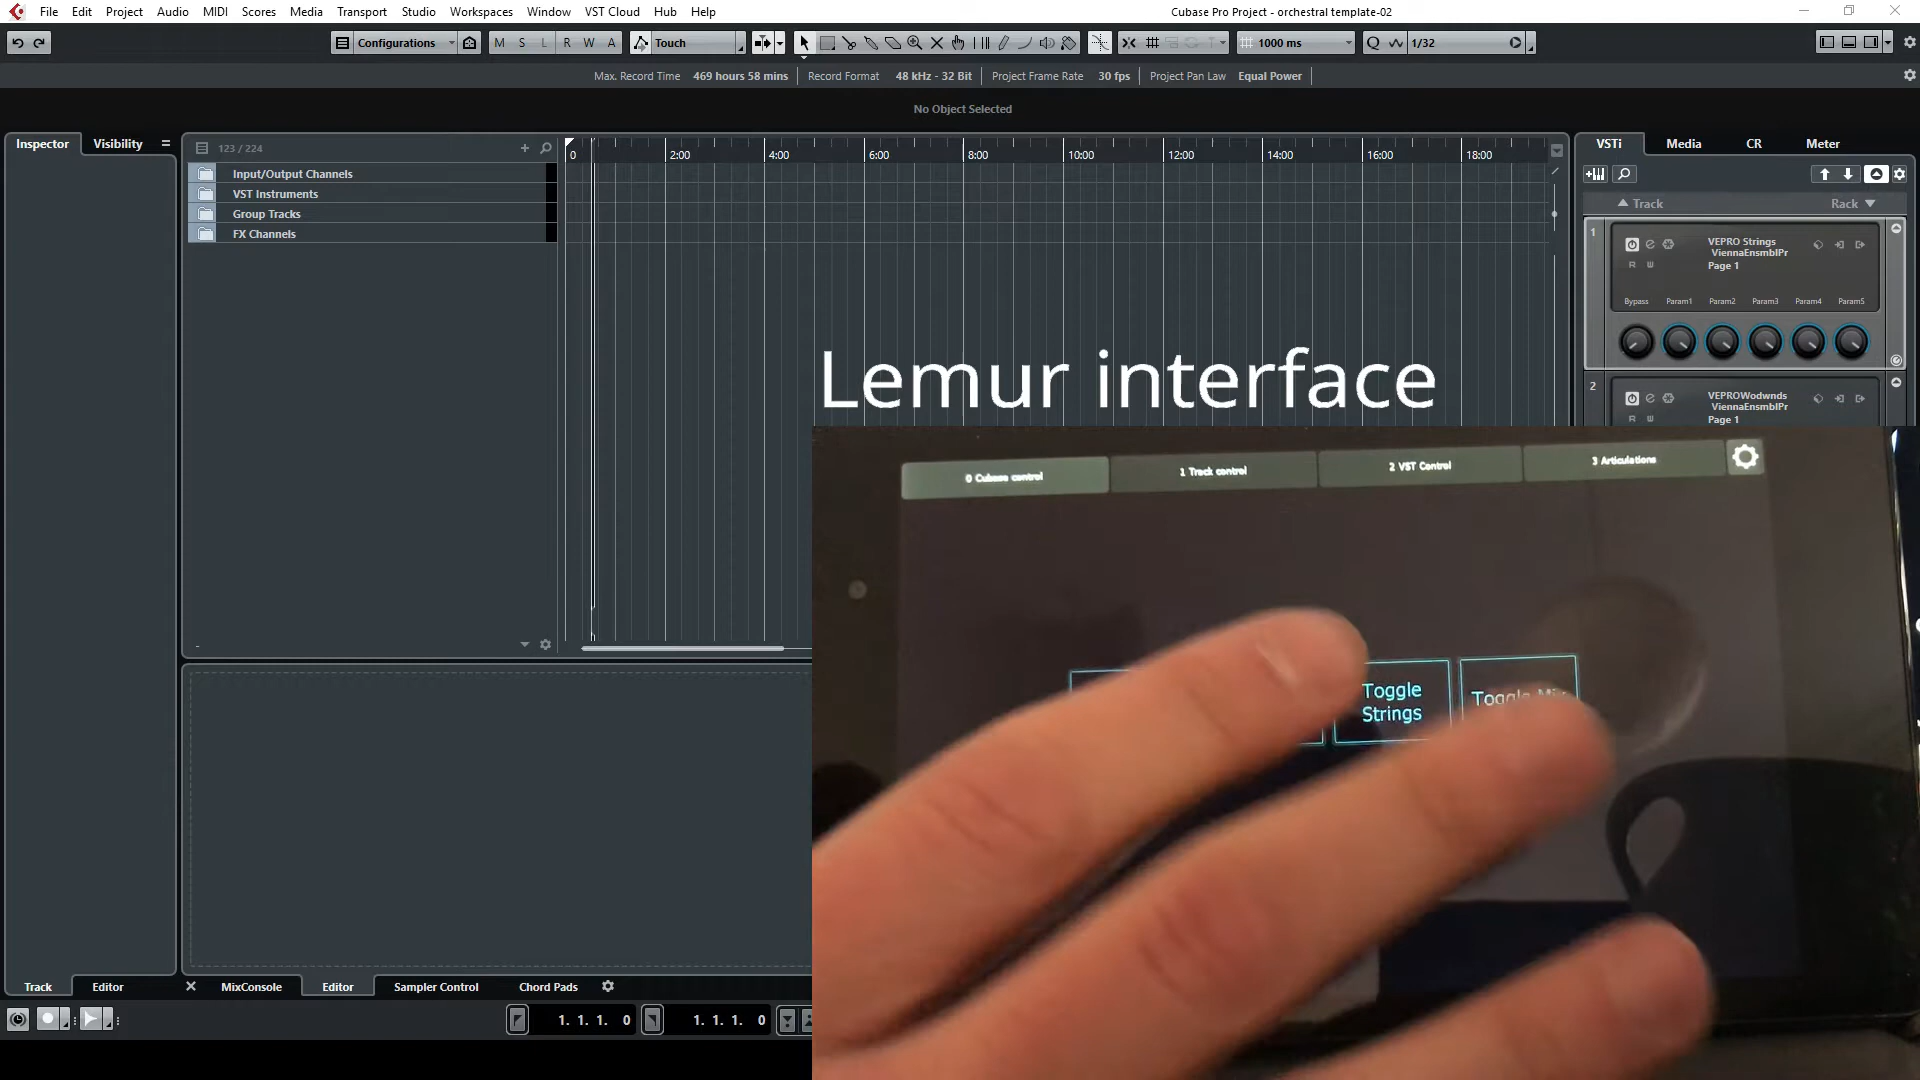 File Edit Project Audio MIDI Scores Media Transport Studio Workspaces Window VST Cloud Hub Help
Cubase Pro Project - orchestral template-02
Configurations M S L R W A Touch 1000 ms Q 1/32
Max. Record Time 469 hours 58 mins Record Format 48 kHz - 32 Bit Project Frame Rate 30 fps Project Pan Law Equal Power
No Object Selected
Inspector Visibility
123 / 224
0 2:00 4:00 6:00 8:00 10:00 12:00 14:00 16:00 18:00
Input/Output Channels
VST Instruments
Group Tracks
FX Channels
VSTi Media CR Meter
Track Rack
1
VEPRO Strings
ViennaEnsmblPr
R W Page 1
Bypass Param1 Param2 Param3 Param4 Param5
2
VEPROWodwnds
ViennaEnsmblPr
R W Page 1
Lemur interface
0 Cubase control 1 Track control 2 VST Control 3 Articulations
Toggle
Strings
Toggle Mix
Track Editor
MixConsole Editor Sampler Control Chord Pads
1. 1. 1. 0 1. 1. 1. 0